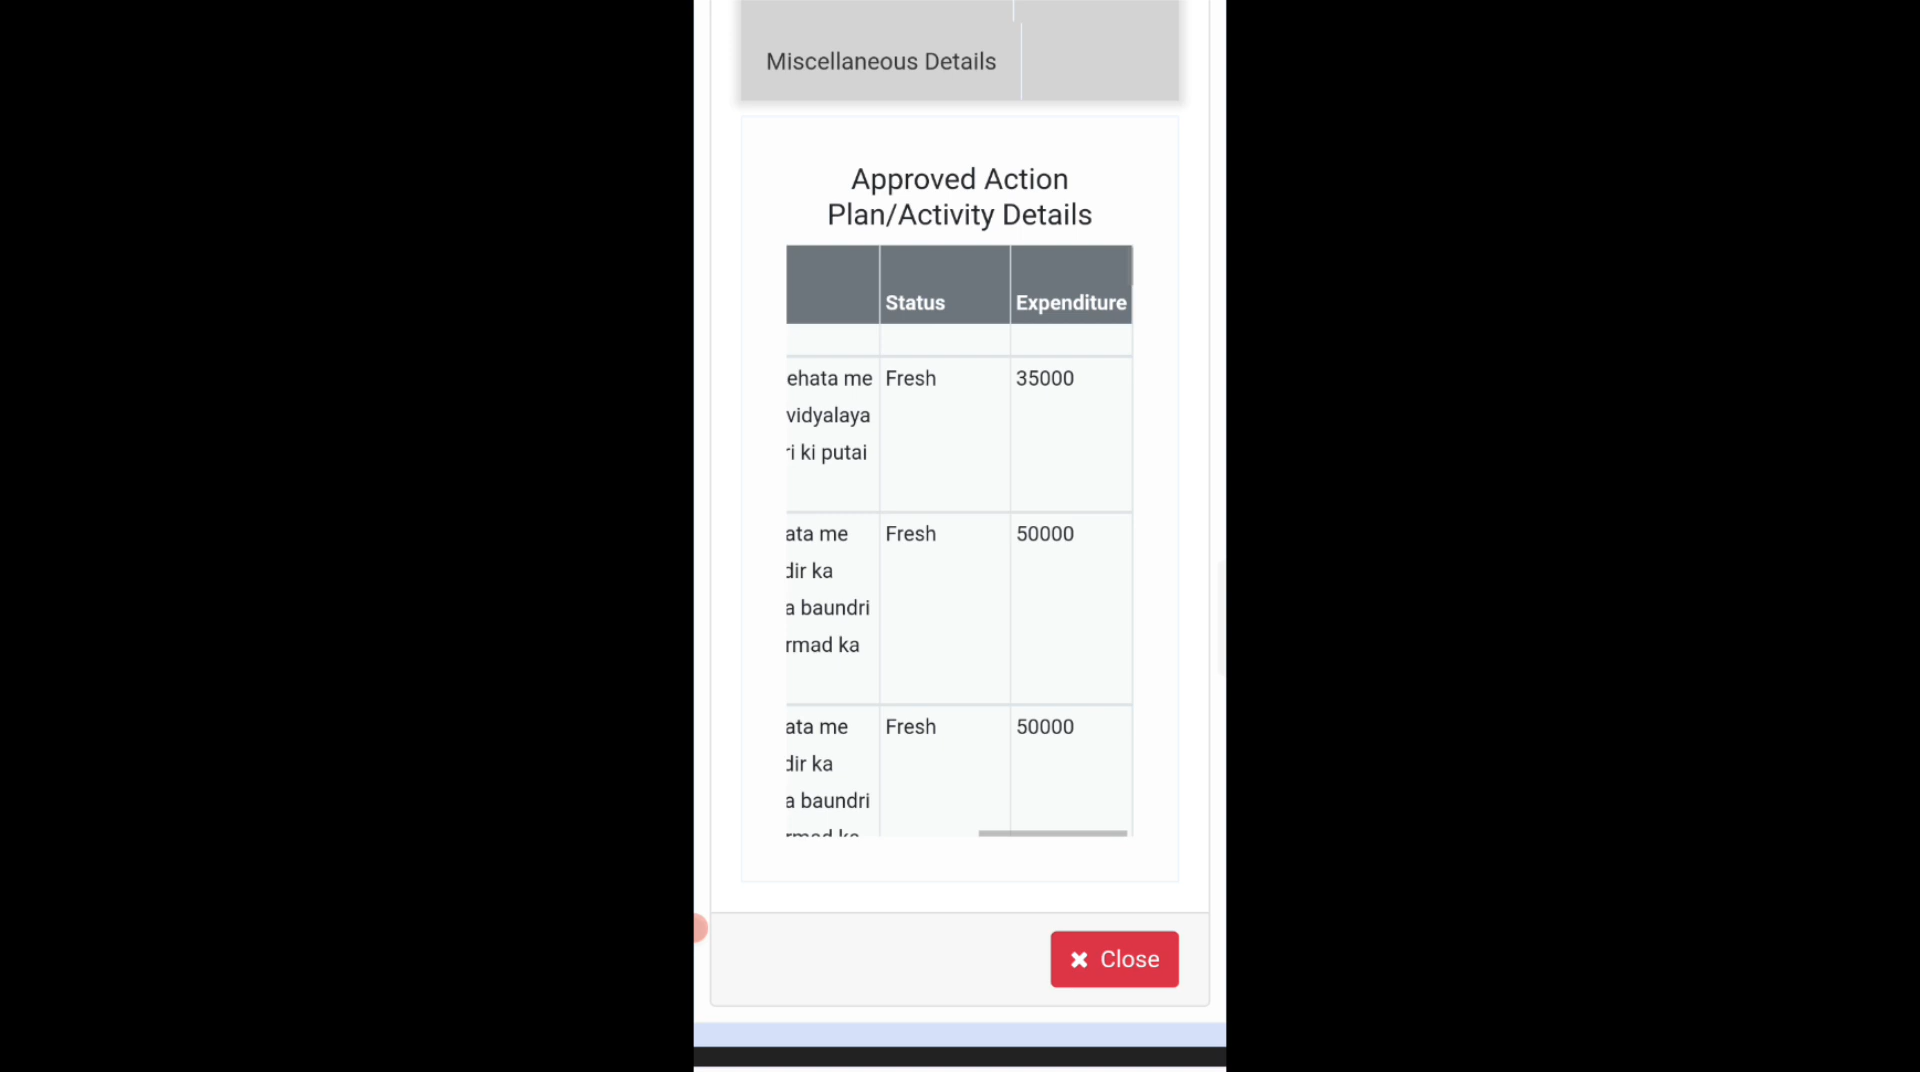 Miscellaneous Details
Approved Action
Plan/Activity Details
Status Expenditure
ehata me Fresh 35000
vidyalaya
ri ki putai
ata me Fresh 50000
dir ka
a baundri
rmad ka
ata me Fresh 50000
dir ka
a baundri
Close